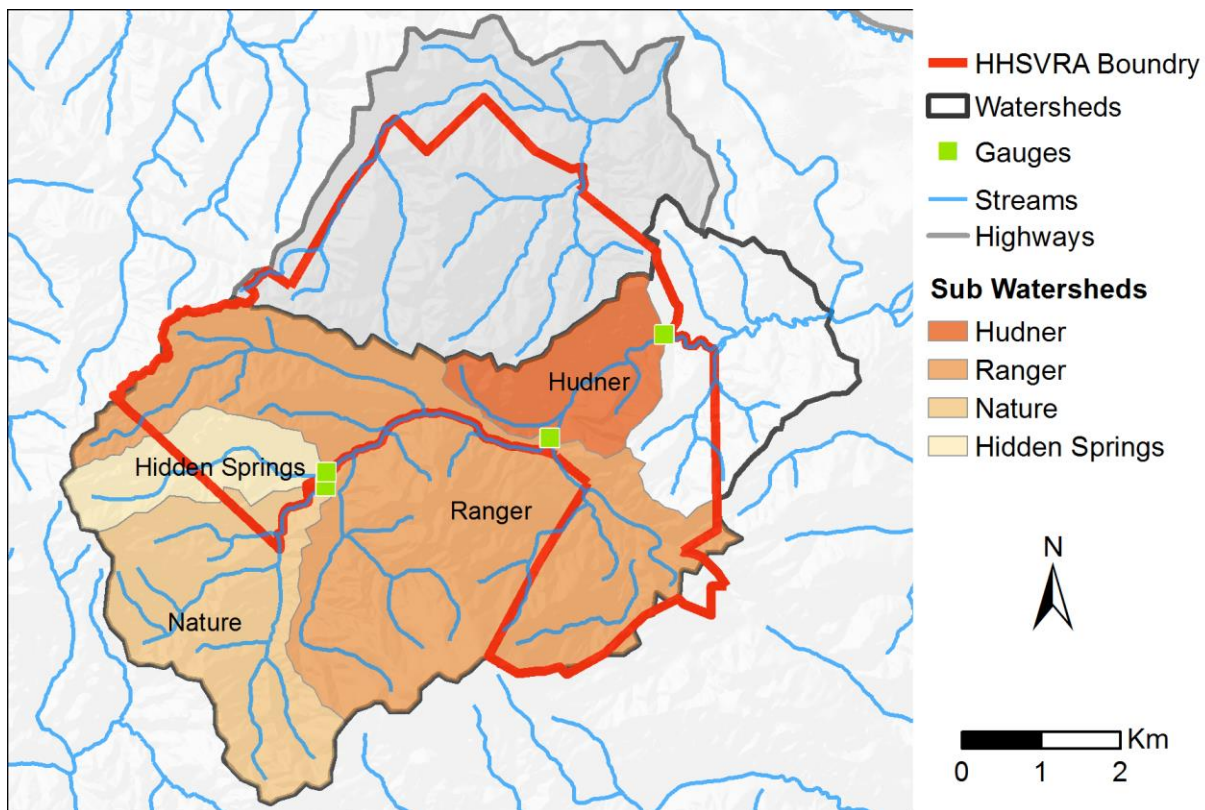 Hudner
Hidden Springs
Ranger
Nature
HHSVRA Boundry
Watersheds
Gauges
Streams
Highways
Sub Watersheds
Hudner
Ranger
Nature
Hidden Springs
N
Km
0 1 2